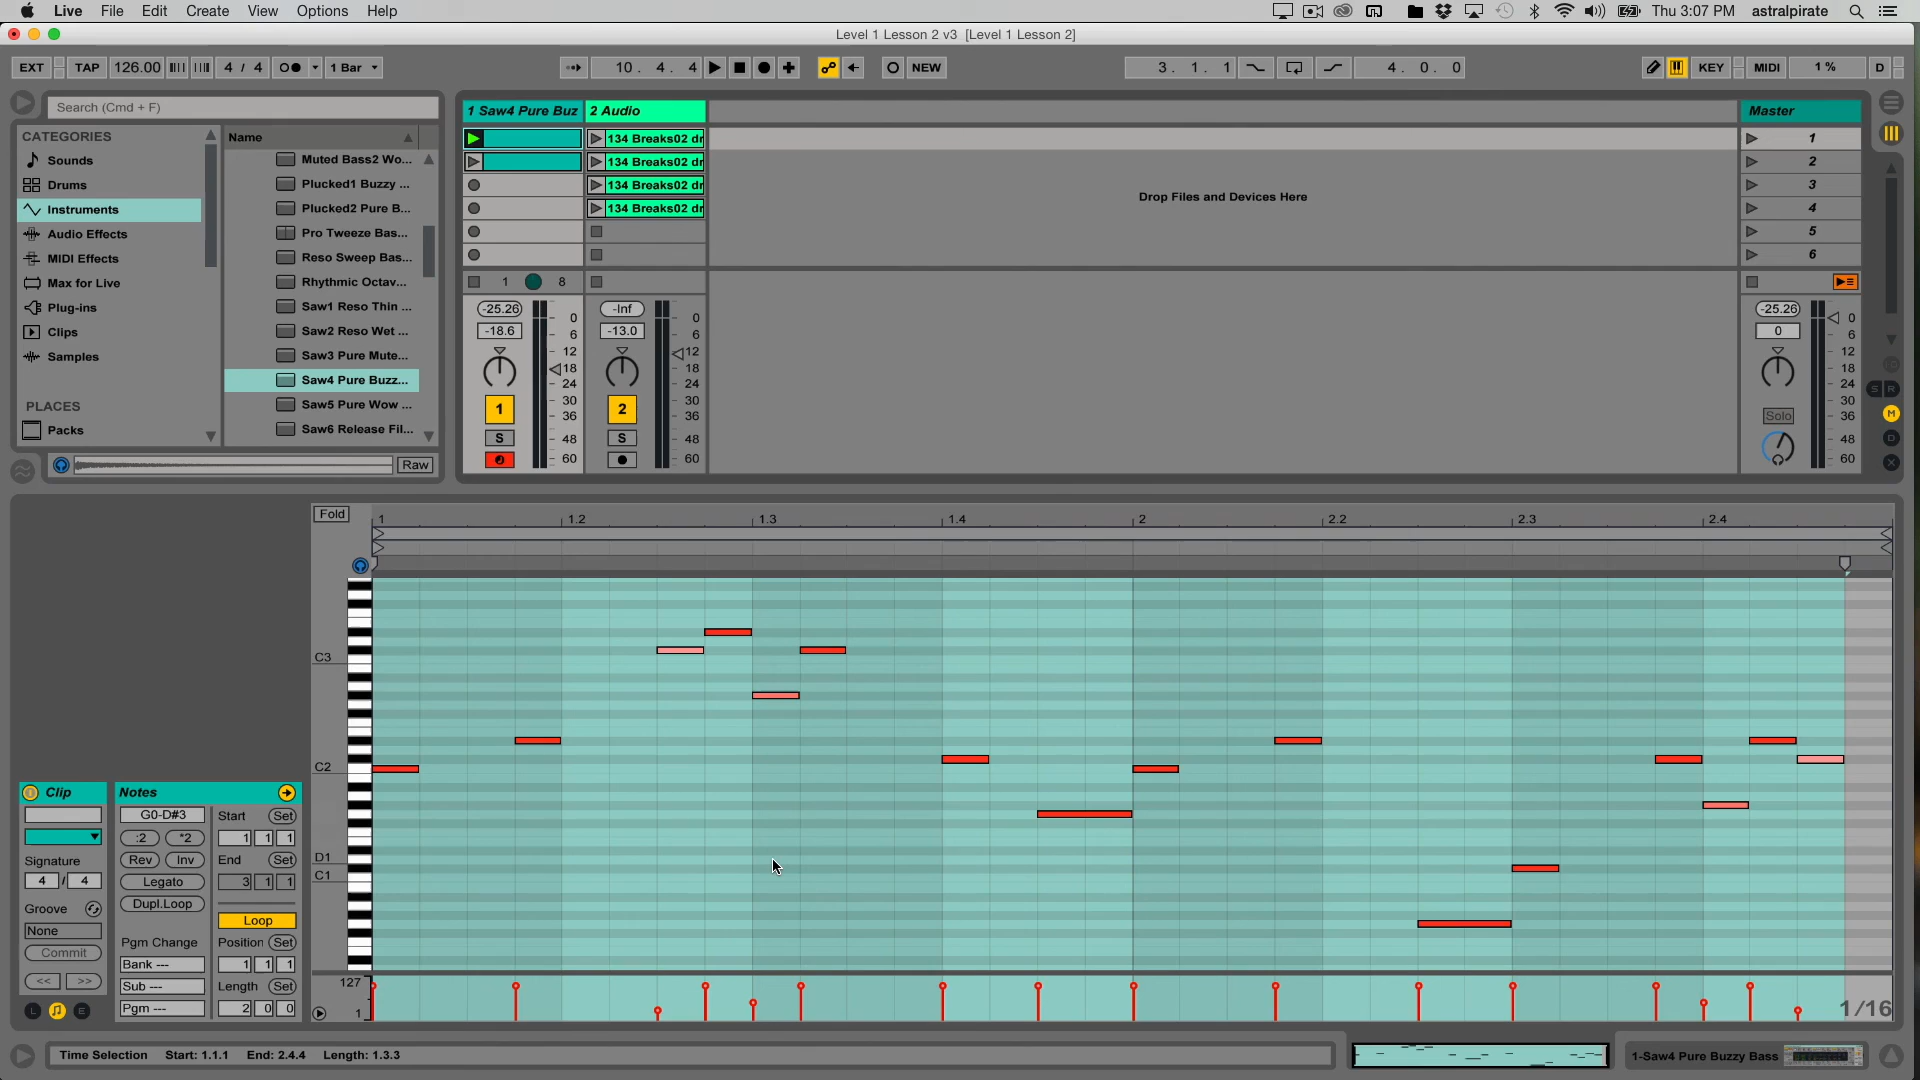 Live File Edit Create View Options Help Thu 3:07 PM astralpirate
Level 1 Lesson 2 v3 [Level 1 Lesson 2]
EXT TAP 126.00 4 / 4 1 Bar 10 . 4 . 4 NEW 3 . 1 . 1 4 . 0 . 0 KEY MIDI 1 % D
Search (Cmd + F)
CATEGORIES
Sounds
Drums
Instruments
Audio Effects
MIDI Effects
Max for Live
Plug-ins
Clips
Samples
PLACES
Packs
Name
Muted Bass2 Wo...
Plucked1 Buzzy ...
Plucked2 Pure B...
Pro Tweeze Bas...
Reso Sweep Bas...
Rhythmic Octav...
Saw1 Reso Thin ...
Saw2 Reso Wet ...
Saw3 Pure Mute...
Saw4 Pure Buzz...
Saw5 Pure Wow ...
Saw6 Release Fil...
Raw
1 Saw4 Pure Buz 2 Audio Master
134 Breaks02 dr 1
134 Breaks02 dr 2
134 Breaks02 dr 3
134 Breaks02 dr 4
5
6
Drop Files and Devices Here
1 8
-25.26 0 -Inf 0 -25.26 0
-18.6 6 -13.0 6 0 6
12 12 12
18 18 18
24 24 24
30 30 30
1 36 2 36 Solo 36
S 48 S 48 48
60 60 60
S R
M
D
X
Fold
1 1.2 1.3 1.4 2 2.2 2.3 2.4
C3
C2
D1
C1
127
1
1/16
Clip
Signature
4 / 4
Groove
None
Commit
<< >>
L E
Notes
G0-D#3
:2 *2
Rev Inv
Legato
Dupl.Loop
Pgm Change
Bank ---
Sub ---
Pgm ---
Start Set
1 1 1
End Set
3 1 1
Loop
Position Set
1 1 1
Length Set
2 0 0
Time Selection Start: 1.1.1 End: 2.4.4 Length: 1.3.3
1-Saw4 Pure Buzzy Bass